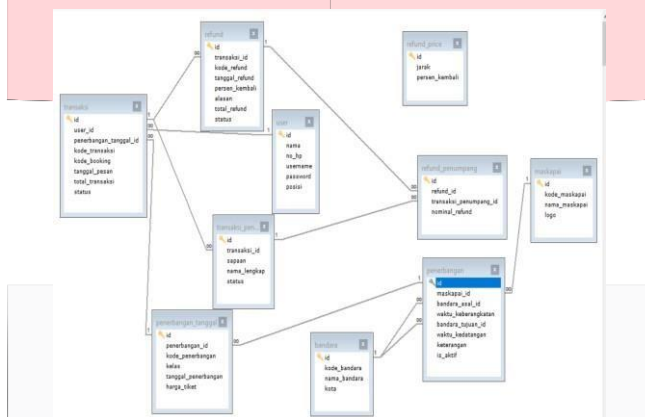 refund
id
transaksi_id
kode_refund
tanggal_refund
persen_kembali
alasan
total_refund
status
refund_price
id
jarak
persen_kembali
transaksi
id
user_id
penerbangan_tanggal_id
kode_transaksi
kode_booking
tanggal_pesan
total_transaksi
status
user
id
nama
no_hp
username
password
posisi
refund_penumpang
id
refund_id
transaksi_penumpang_id
nominal_refund
maskapai
id
kode_maskapai
nama_maskapai
logo
transaksi_pen...
id
transaksi_id
sapaan
nama_lengkap
status
penerbangan
id
maskapai_id
bandara_asal_id
waktu_keberangkatan
bandara_tujuan_id
waktu_kedatangan
keterangan
is_aktif
penerbangan_tanggal
id
penerbangan_id
kode_penerbangan
kelas
tanggal_penerbangan
harga_tiket
bandara
id
kode_bandara
nama_bandara
kota